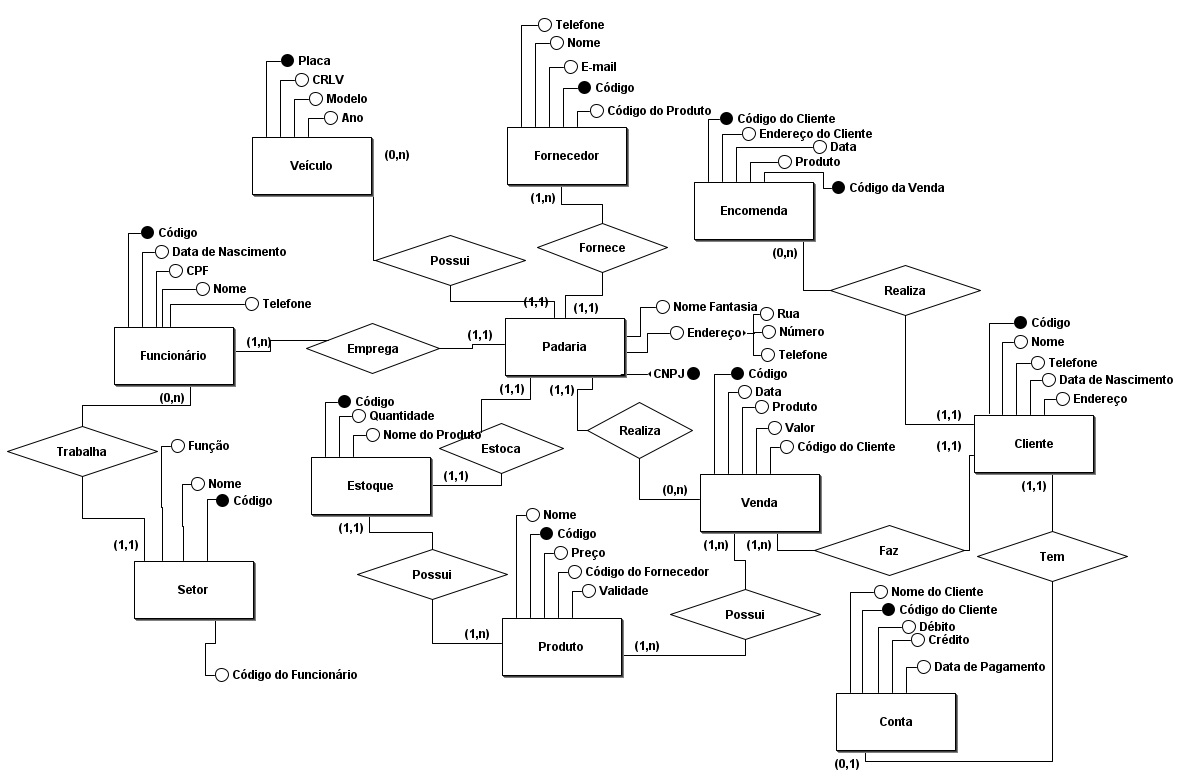 Telefone
Nome
E-mail
Código
Código do Produto
Fornecedor
(1,n)
Placa
CRLV
Modelo
Ano
Veículo
(0,n)
Código do Cliente
Endereço do Cliente
Data
Produto
Código da Venda
Encomenda
(0,n)
Possui
(1,1)
Fornece
(1,1)
Realiza
Código
Data de Nascimento
CPF
Nome
Telefone
Funcionário
(1,n)
(0,n)
Emprega
(1,1)
Padaria
Nome Fantasia
Endereço
Rua
Número
Telefone
CNPJ
(1,1)
(1,1)
Código
Nome
Telefone
Data de Nascimento
Endereço
Cliente
(1,1)
(1,1)
(1,1)
Código
Data
Produto
Valor
Código do Cliente
Venda
(0,n)
(1,n)
(1,n)
Realiza
Código
Quantidade
Nome do Produto
Estoque
(1,1)
(1,1)
Estoca
Trabalha
(1,1)
Função
Nome
Código
Setor
Código do Funcionário
Possui
(1,n)
Nome
Código
Preço
Código do Fornecedor
Validade
Produto
(1,n)
Possui
Faz
Tem
Nome do Cliente
Código do Cliente
Débito
Crédito
Data de Pagamento
Conta
(0,1)